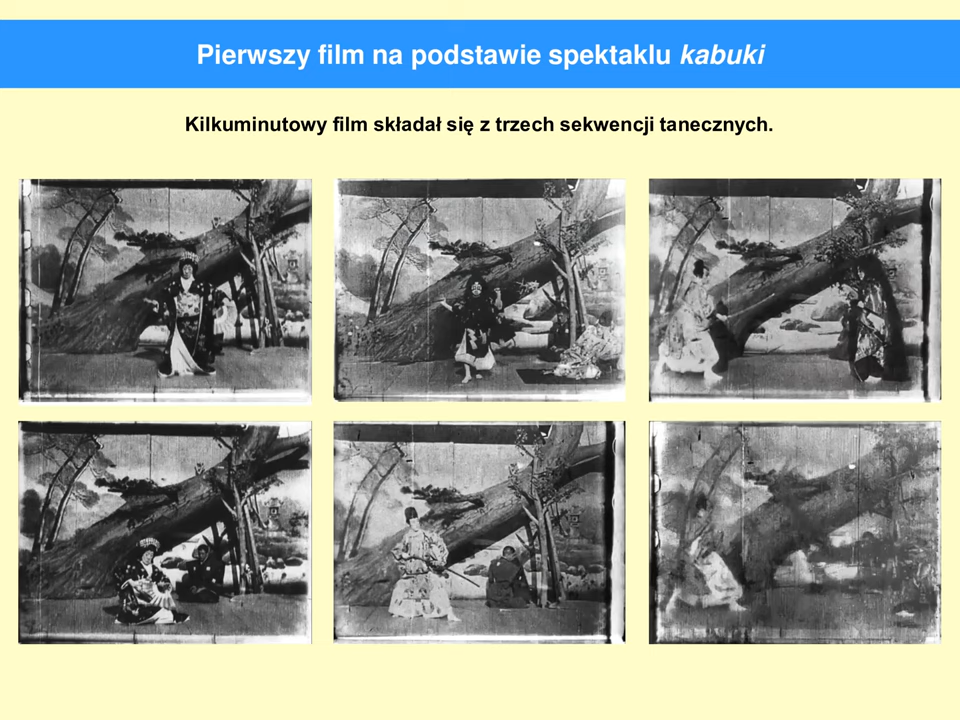 Pierwszy film na podstawie spektaklu kabuki
Kilkuminutowy film składał się z trzech sekwencji tanecznych.